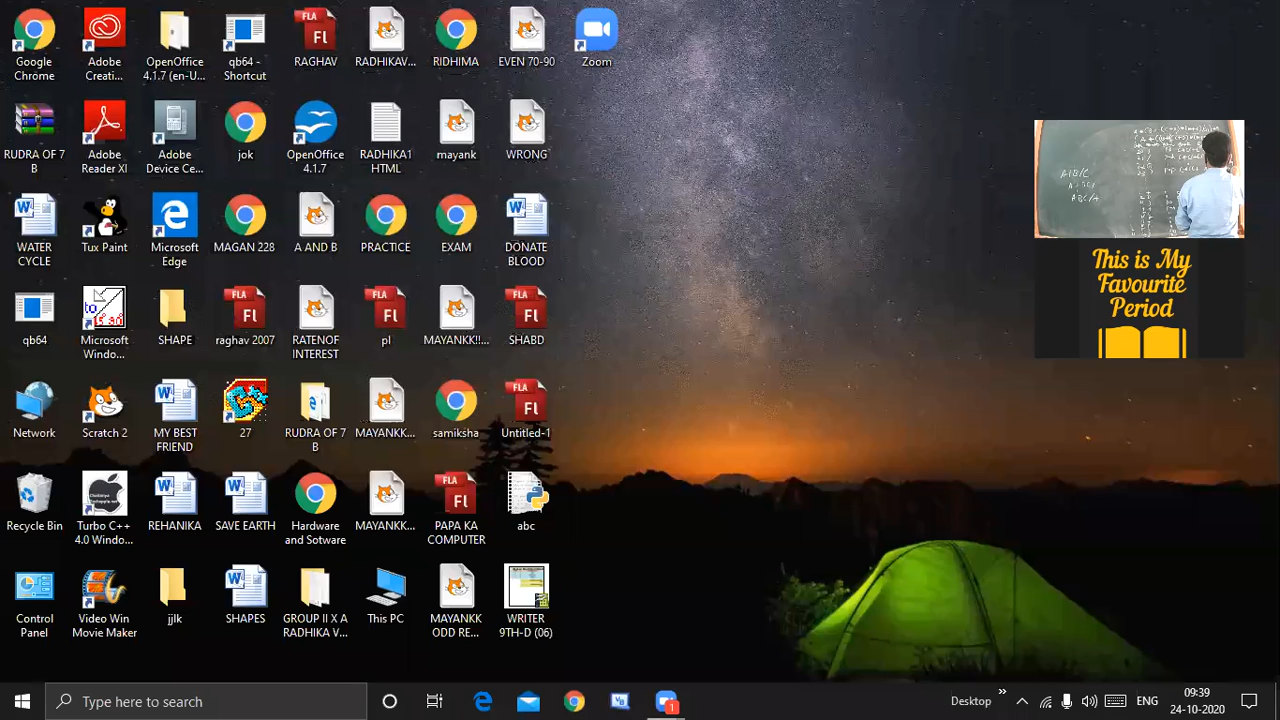 Google
Chrome
Adobe
Creati...
OpenOffice
4.1.7 (en-U...
qb64 -
Shortcut
RAGHAV
RADHIKAV...
RIDHIMA
EVEN 70-90
Zoom
RUDRA OF 7
B
Adobe
Reader XI
Adobe
Device Ce...
jok
OpenOffice
4.1.7
RADHIKA1
HTML
mayank
WRONG
WATER
CYCLE
Tux Paint
Microsoft
Edge
MAGAN 228
A AND B
PRACTICE
EXAM
DONATE
BLOOD
This is My
Favourite
Period
qb64
Microsoft
Windo...
SHAPE
raghav 2007
RATENOF
INTEREST
pl
MAYANKK!!...
SHABD
Network
Scratch 2
MY BEST
FRIEND
27
RUDRA OF 7
B
MAYANKK...
samiksha
Untitled-1
Recycle Bin
Turbo C++
4.0 Windo...
REHANIKA
SAVE EARTH
Hardware
and Sotware
MAYANKK...
PAPA KA
COMPUTER
abc
Control
Panel
Video Win
Movie Maker
jjlk
SHAPES
GROUP II X A
RADHIKA V...
This PC
MAYANKK
ODD RE...
WRITER
9TH-D (06)
Type here to search
1
Desktop
ENG
09:39
24-10-2020